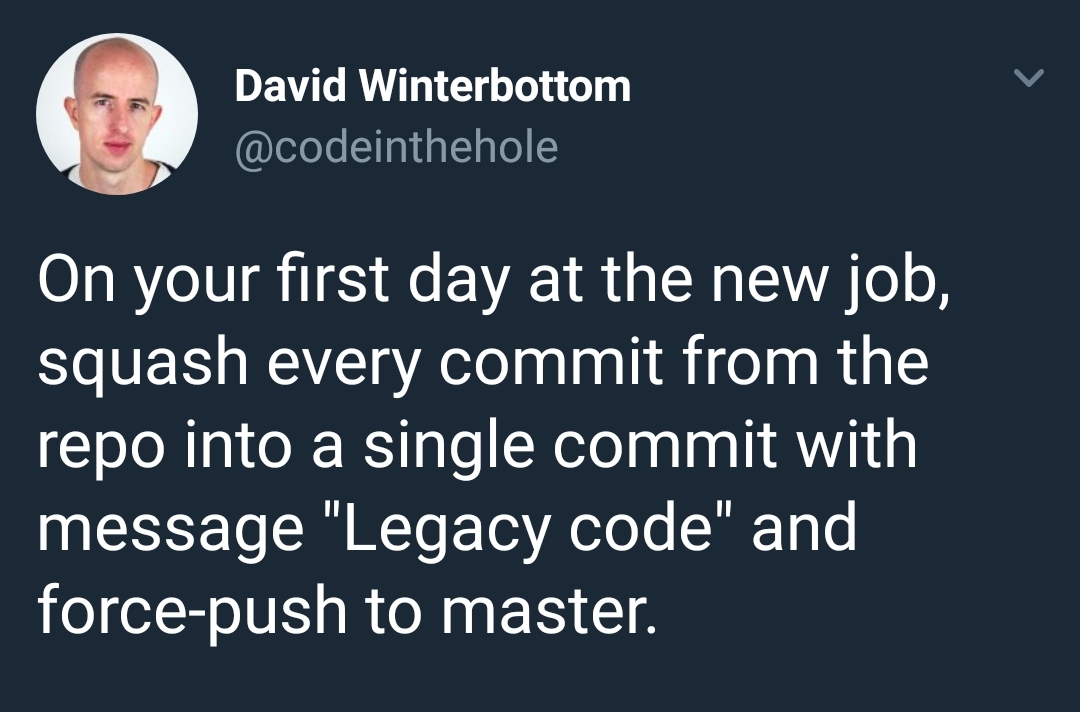 David Winterbottom
@codeinthehole
On your first day at the new job,
squash every commit from the
repo into a single commit with
message "Legacy code" and
force-push to master.